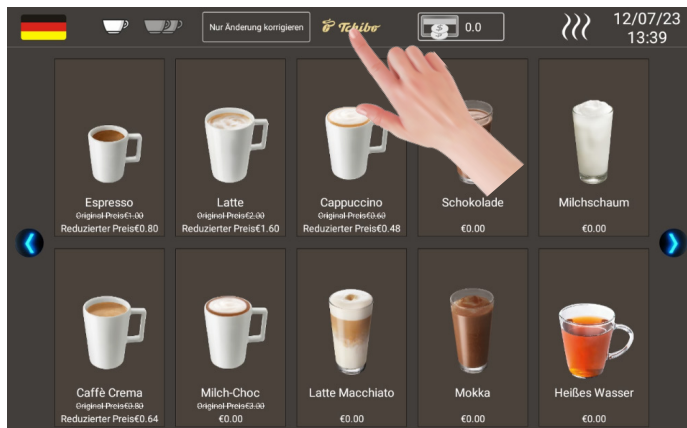 Nur Änderung korrigieren
Tchibo
0.0
12/07/23
13:39
Espresso
Original Preis€1.00
Reduzierter Preis€0.80
Latte
Original Preis€2.00
Reduzierter Preis€1.60
Cappuccino
Original Preis€0.60
Reduzierter Preis€0.48
Schokolade
€0.00
Milchschaum
€0.00
Caffè Crema
Original Preis€0.80
Reduzierter Preis€0.64
Milch-Choc
Original Preis€3.00
€0.00
Latte Macchiato
€0.00
Mokka
€0.00
Heißes Wasser
€0.00